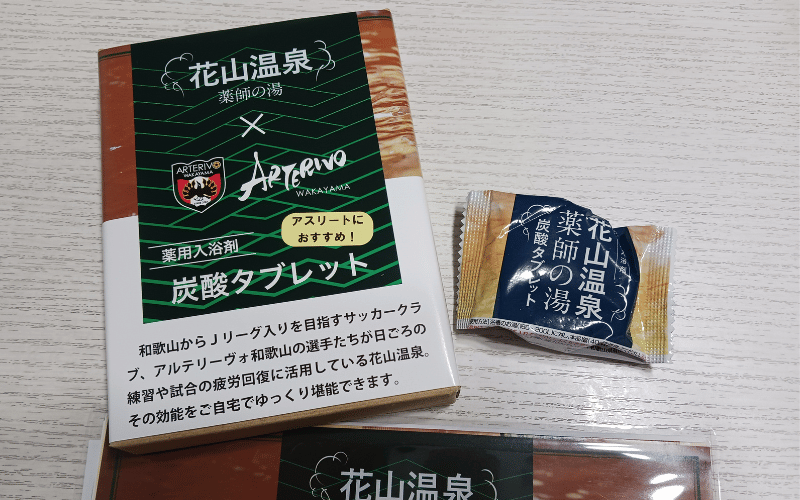 花山温泉
薬師の湯
×
ARTERIVO
WAKAYAMA
ARTERIVO
WAKAYAMA
アスリートに
おすすめ！
薬用入浴剤
炭酸タブレット
和歌山からJリーグ入りを目指すサッカークラ
ブ、アルテリーヴォ和歌山の選手たちが日ごろの
練習や試合の疲労回復に活用している花山温泉。
その効能をご自宅でゆっくり堪能できます。
花山温泉
薬師の湯
炭酸タブレット
花山温泉